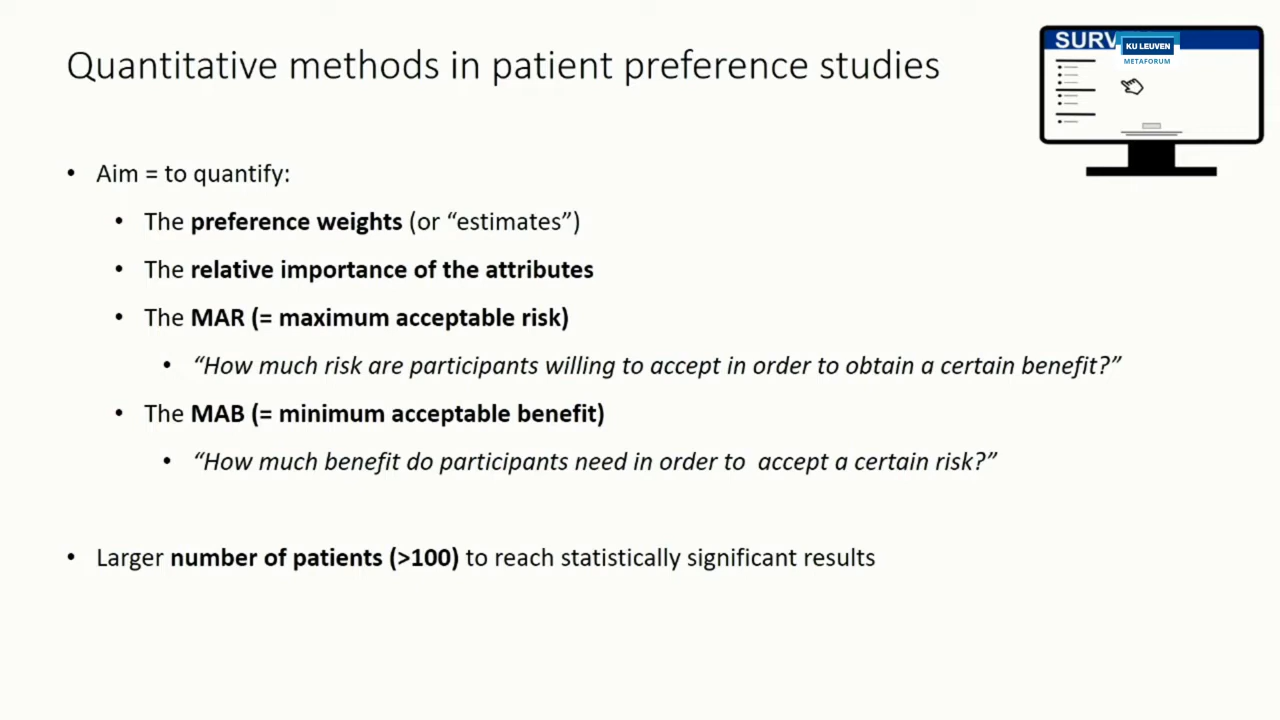 Quantitative methods in patient preference studies
SURV
KU LEUVEN
METAFORUM
• Aim = to quantify:
• The preference weights (or “estimates”)
• The relative importance of the attributes
• The MAR (= maximum acceptable risk)
• “How much risk are participants willing to accept in order to obtain a certain benefit?”
• The MAB (= minimum acceptable benefit)
• “How much benefit do participants need in order to accept a certain risk?”
• Larger number of patients (>100) to reach statistically significant results